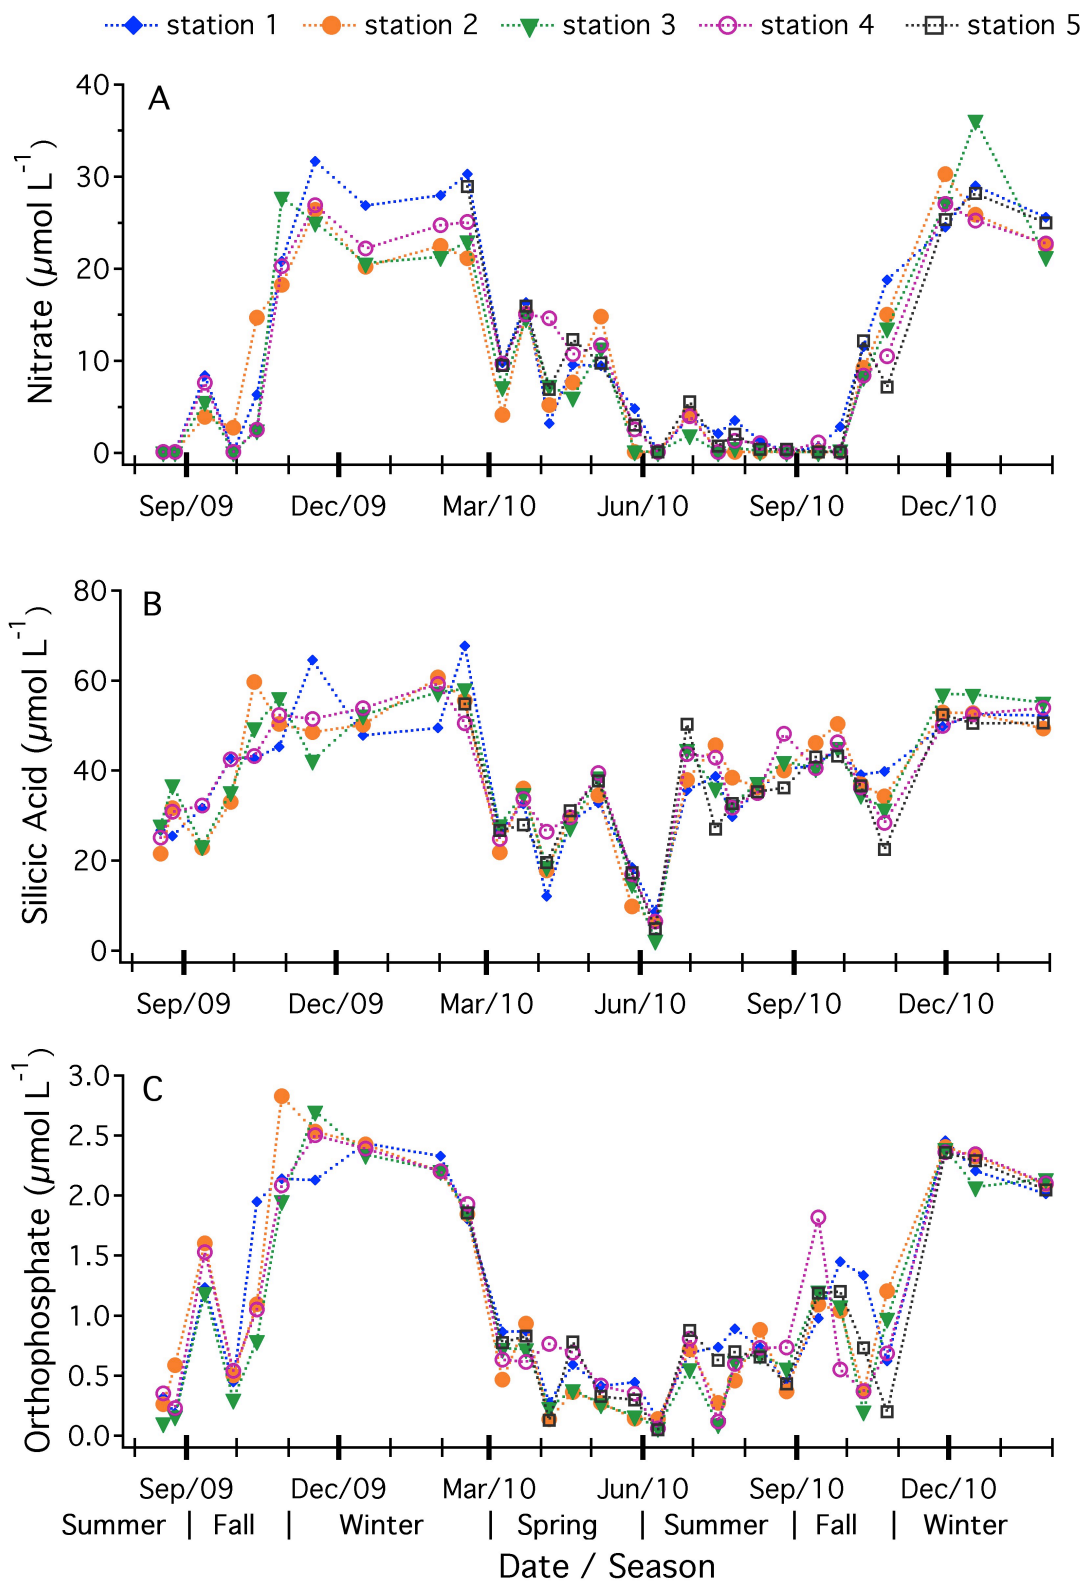 station 1 station 2 station 3 station 4 station 5
A
40
30
20
10
0
Nitrate (µmol L⁻¹)
Sep/09 Dec/09 Mar/10 Jun/10 Sep/10 Dec/10
B
80
60
40
20
0
Silicic Acid (µmol L⁻¹)
Sep/09 Dec/09 Mar/10 Jun/10 Sep/10 Dec/10
C
3.0
2.5
2.0
1.5
1.0
0.5
0.0
Orthophosphate (µmol L⁻¹)
Sep/09 Dec/09 Mar/10 Jun/10 Sep/10 Dec/10
Summer | Fall | Winter | Spring | Summer | Fall | Winter
Date / Season